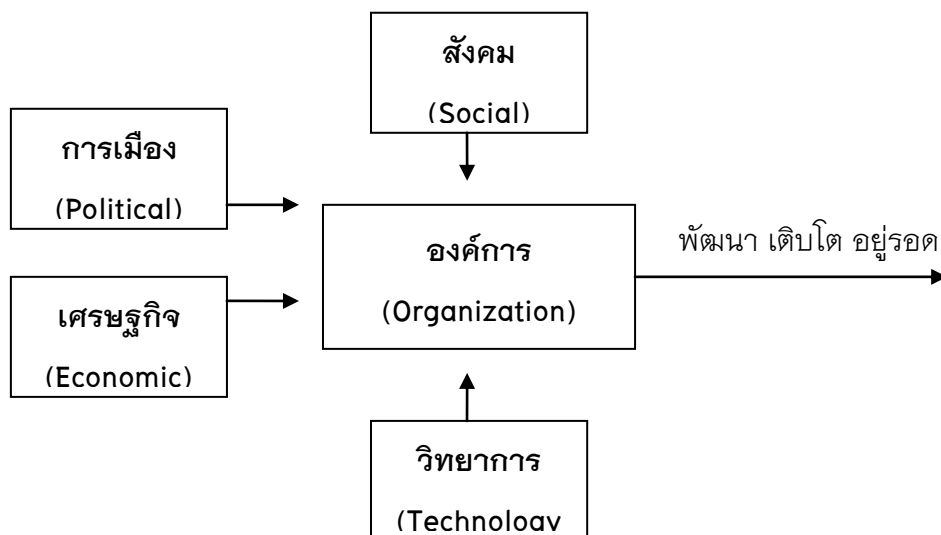 สังคม
(Social)
การเมือง
(Political)
องค์การ
(Organization)
พัฒนา เติบโต อยู่รอด
เศรษฐกิจ
(Economic)
วิทยาการ
(Technology